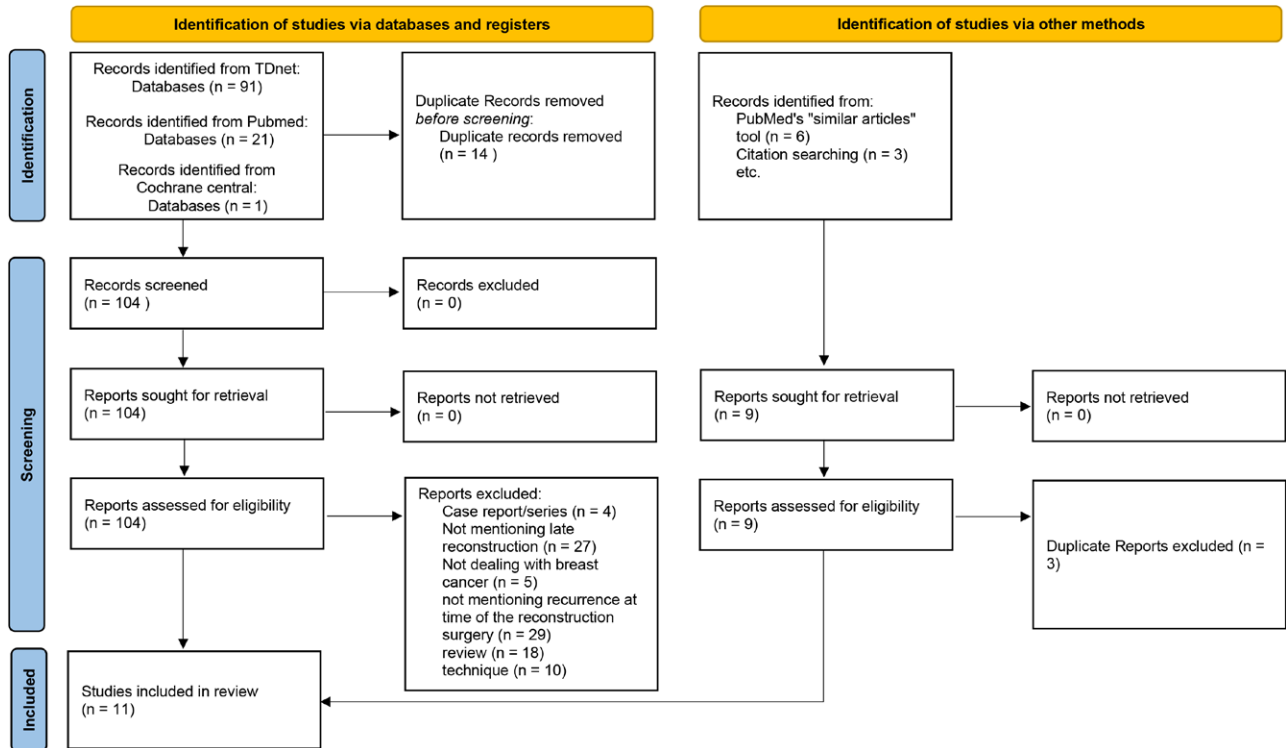 Identification of studies via databases and registers
Identification of studies via other methods
Identification
Records identified from TDnet:
Databases (n = 91)
Records identified from Pubmed:
Databases (n = 21)
Records identified from
Cochrane central:
Databases (n = 1)
Duplicate Records removed
before screening:
Duplicate records removed
(n = 14 )
Records identified from:
PubMed's "similar articles"
tool (n = 6)
Citation searching (n = 3)
etc.
Screening
Records screened
(n = 104 )
Records excluded
(n = 0)
Reports sought for retrieval
(n = 104)
Reports not retrieved
(n = 0)
Reports sought for retrieval
(n = 9)
Reports not retrieved
(n = 0)
Reports assessed for eligibility
(n = 104)
Reports excluded:
Case report/series (n = 4)
Not mentioning late
reconstruction (n = 27)
Not dealing with breast
cancer (n = 5)
not mentioning recurrence at
time of the reconstruction
surgery (n = 29)
review (n = 18)
technique (n = 10)
Reports assessed for eligibility
(n = 9)
Duplicate Reports excluded (n =
3)
Included
Studies included in review
(n = 11)